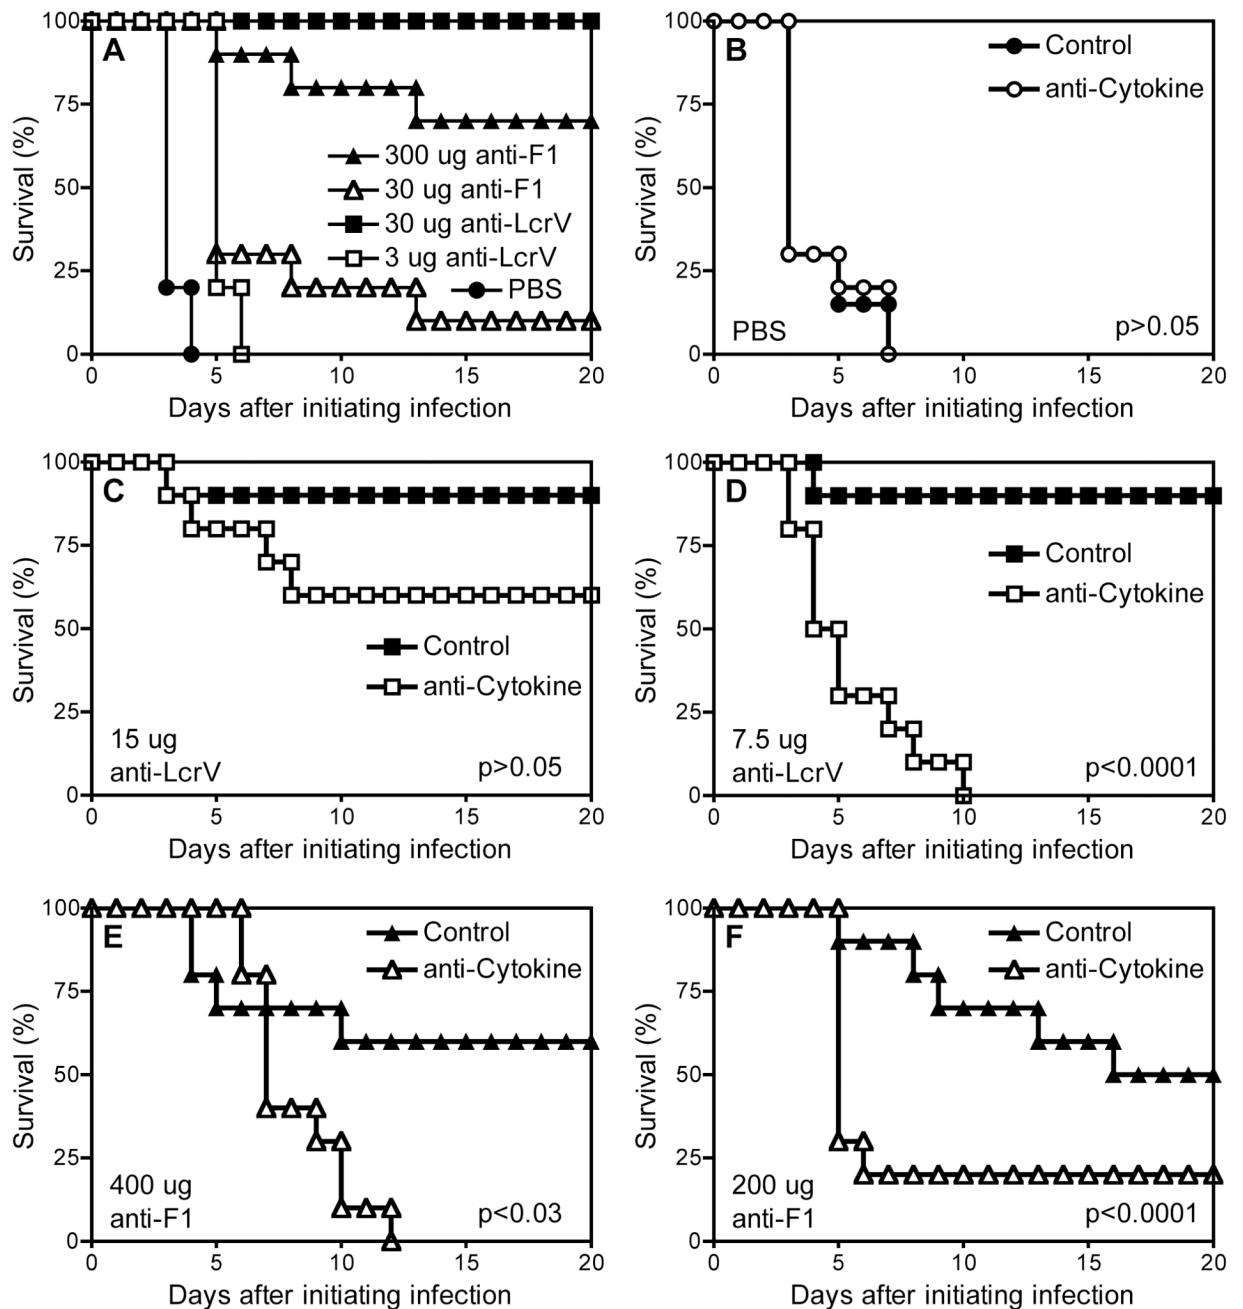 A
Survival (%)
100
75
50
25
0
300 ug anti-F1
30 ug anti-F1
30 ug anti-LcrV
3 ug anti-LcrV
PBS
0 5 10 15 20
Days after initiating infection
B
Survival (%)
100
75
50
25
0
Control
anti-Cytokine
PBS
p>0.05
0 5 10 15 20
Days after initiating infection
C
Survival (%)
100
75
50
25
0
Control
anti-Cytokine
15 ug
anti-LcrV
p>0.05
0 5 10 15 20
Days after initiating infection
D
Survival (%)
100
75
50
25
0
Control
anti-Cytokine
7.5 ug
anti-LcrV
p<0.0001
0 5 10 15 20
Days after initiating infection
E
Survival (%)
100
75
50
25
0
Control
anti-Cytokine
400 ug
anti-F1
p<0.03
0 5 10 15 20
Days after initiating infection
F
Survival (%)
100
75
50
25
0
Control
anti-Cytokine
200 ug
anti-F1
p<0.0001
0 5 10 15 20
Days after initiating infection